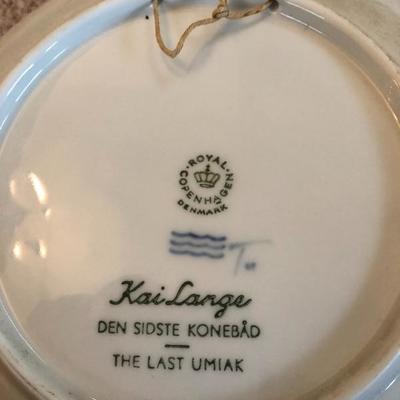 ROYAL
COPENHAGEN
DENMARK
Kai Lange
DEN SIDSTE KONEBÅD
THE LAST UMIAK